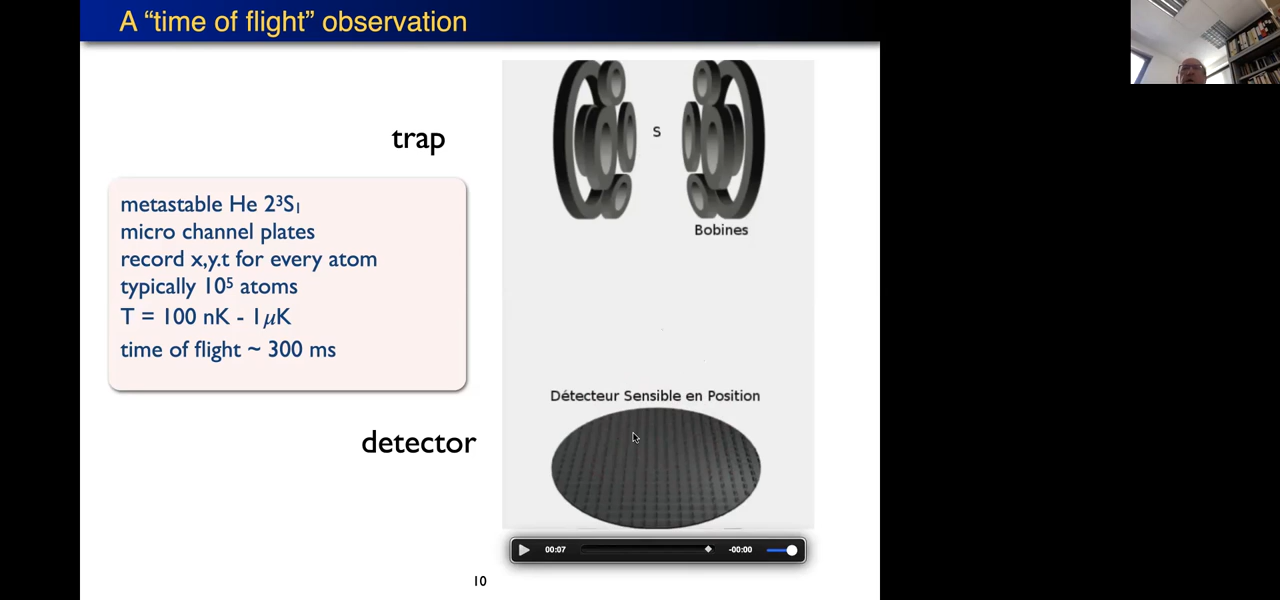 A “time of flight” observation
trap
S
Bobines
metastable He 2³S₁
micro channel plates
record x,y.t for every atom
typically 10⁵ atoms
T = 100 nK - 1μK
time of flight ~ 300 ms
Détecteur Sensible en Position
detector
00:07
-00:00
10